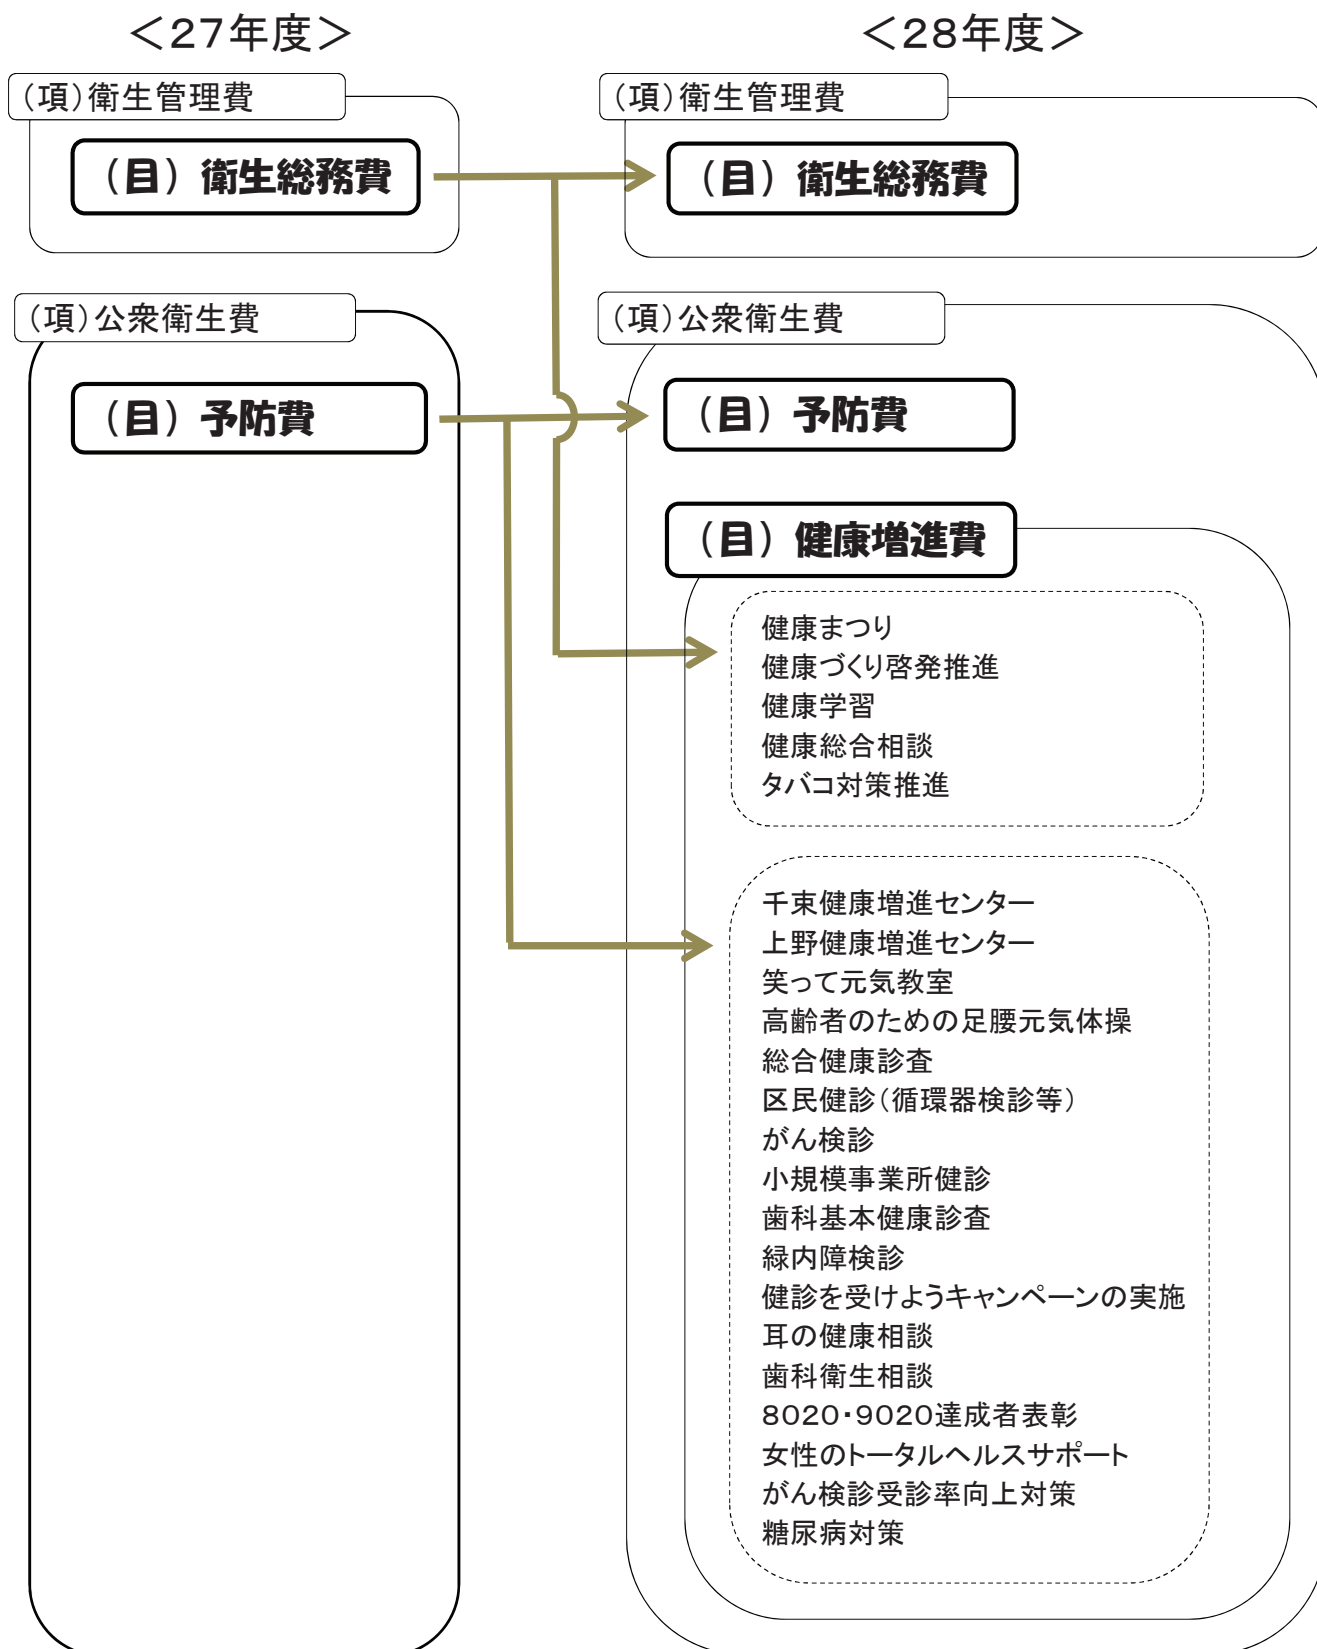 ＜２７年度＞
（項）衛生管理費
（目）衛生総務費
（項）公衆衛生費
（目）予防費
＜２８年度＞
（項）衛生管理費
（目）衛生総務費
（項）公衆衛生費
（目）予防費
（目）健康増進費
健康まつり
健康づくり啓発推進
健康学習
健康総合相談
タバコ対策推進
千束健康増進センター
上野健康増進センター
笑って元気教室
高齢者のための足腰元気体操
総合健康診査
区民健診（循環器検診等）
がん検診
小規模事業所健診
歯科基本健康診査
緑内障検診
健診を受けようキャンペーンの実施
耳の健康相談
歯科衛生相談
８０２０・９０２０達成者表彰
女性のトータルヘルスサポート
がん検診受診率向上対策
糖尿病対策